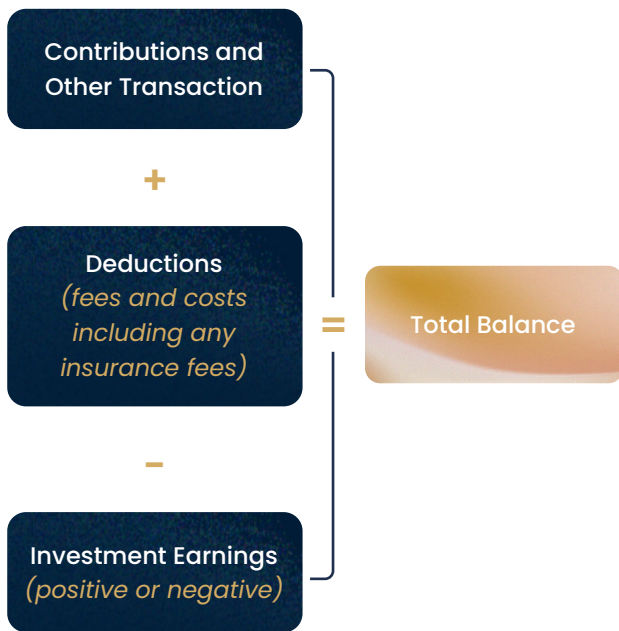 Contributions and
Other Transaction
+
Deductions
(fees and costs
including any
insurance fees)
=
Total Balance
-
Investment Earnings
(positive or negative)